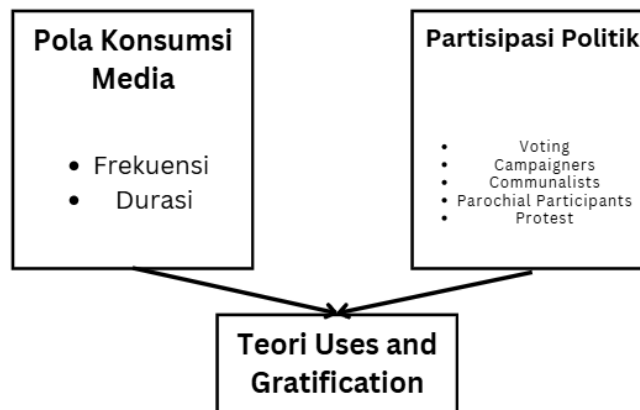 Pola Konsumsi
Media
• Frekuensi
• Durasi
Partisipasi Politik
• Voting
• Campaigners
• Communalists
• Parochial Participants
• Protest
Teori Uses and
Gratification